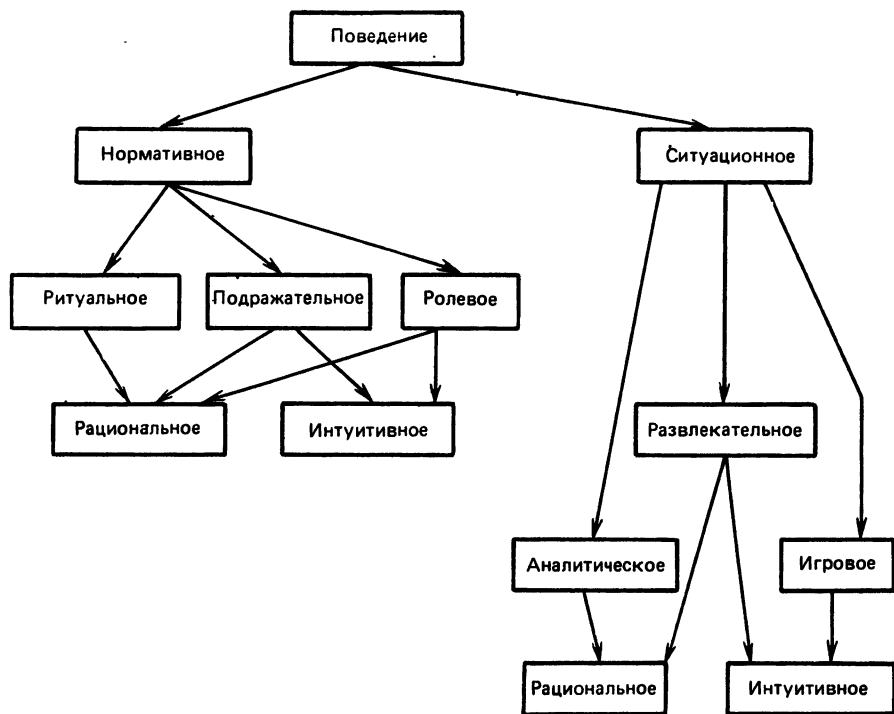 Поведение
Нормативное
Ситуационное
Ритуальное
Подражательное
Ролевое
Рациональное
Интуитивное
Развлекательное
Аналитическое
Игровое
Рациональное
Интуитивное